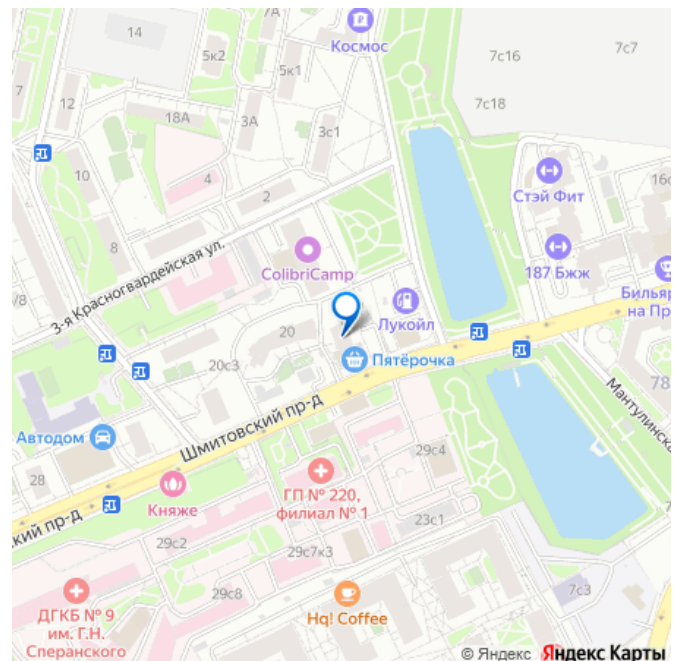 7А
14
Космос
7с16
7с7
5к2
5к1
7
12
7с18
18А
3А
3с1
10
4
2
Стэй Фит
16с
8
3-я Красногвардейская ул.
ColibriCamp
187 Бжж
/8
Лукойл
Бильяр
на Пр
20
Пятёрочка
20с3
78
Шмитовский пр-д
Мантулинска
Автодом
29с4
28
ГП № 220,
филиал № 1
Княже
кий пр-д
23с1
7
29с2
29с7к3
29с8
7с3
ДГКБ № 9
им. Г.Н.
Сперанского
Hq! Coffee
© Яндекс Яндекс Карты